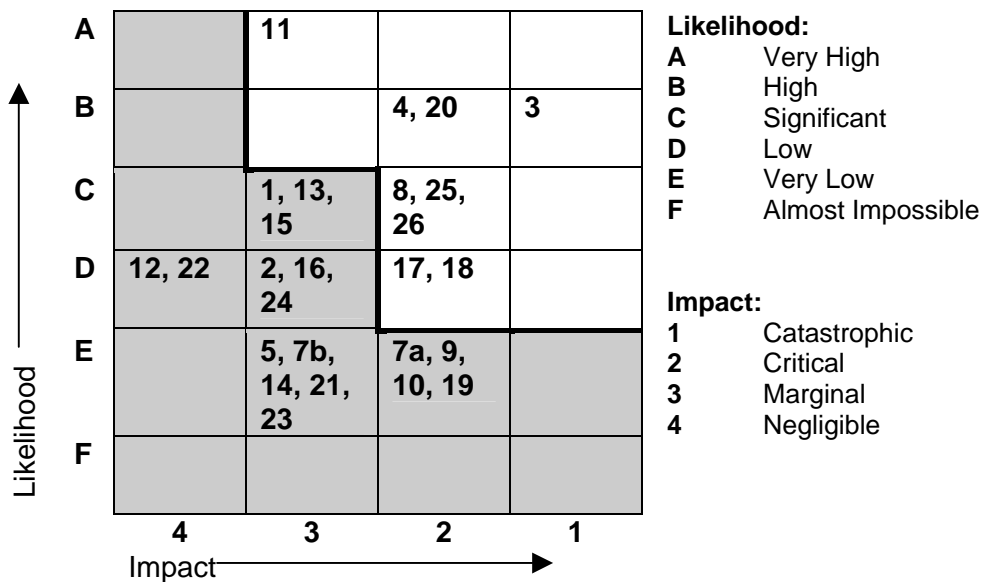 A
11
B
4, 20
3
C
1, 13,
15
8, 25,
26
D
12, 22
2, 16,
24
17, 18
E
5, 7b,
14, 21,
23
7a, 9,
10, 19
F
4
3
2
1
Likelihood
Impact
Likelihood:
A Very High
B High
C Significant
D Low
E Very Low
F Almost Impossible
Impact:
1 Catastrophic
2 Critical
3 Marginal
4 Negligible